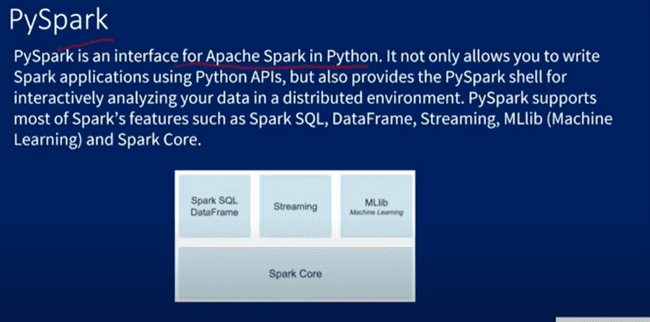 PySpark
PySpark is an interface for Apache Spark in Python. It not only allows you to write
Spark applications using Python APIs, but also provides the PySpark shell for
interactively analyzing your data in a distributed environment. PySpark supports
most of Spark's features such as Spark SQL, DataFrame, Streaming, MLlib (Machine
Learning) and Spark Core.
Spark SQL
DataFrame
Streaming
MLlib
Machine Learning
Spark Core